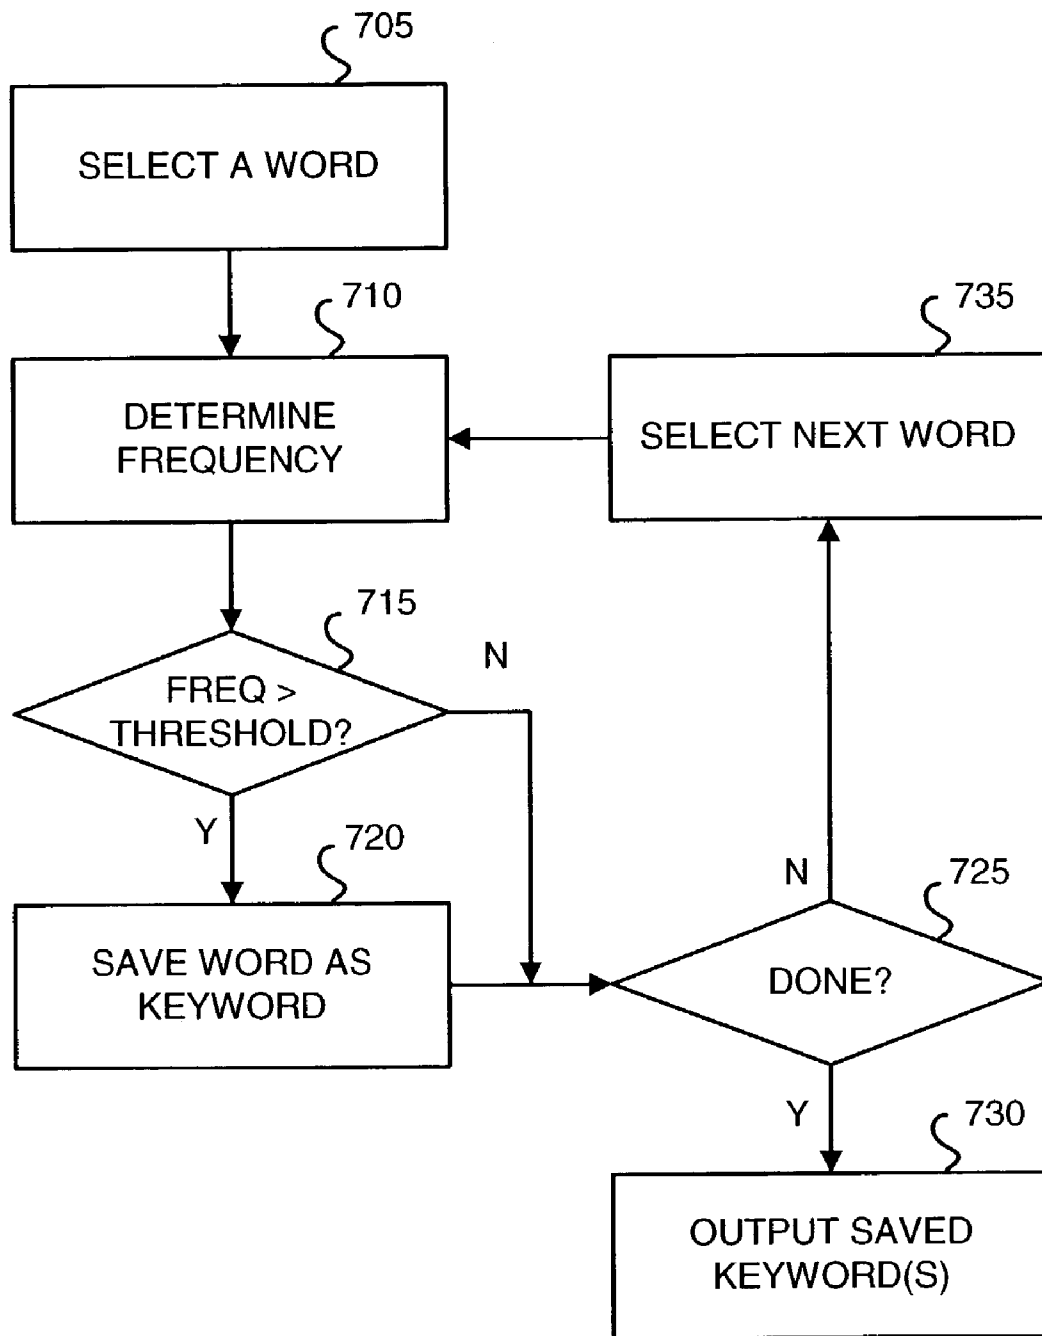 705
SELECT A WORD
710
DETERMINE
FREQUENCY
735
SELECT NEXT WORD
715
FREQ >
THRESHOLD?
N
Y
720
SAVE WORD AS
KEYWORD
N
725
DONE?
Y
730
OUTPUT SAVED
KEYWORD(S)